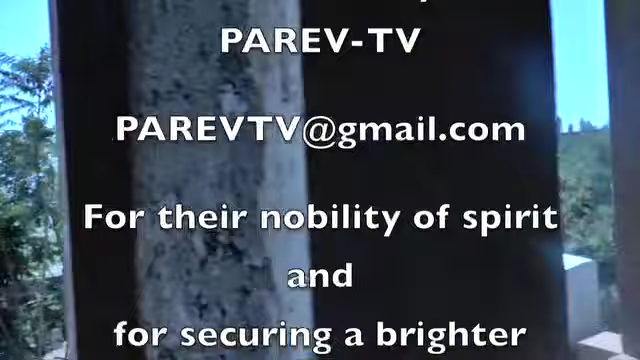 PAREV-TV
PAREVTV@gmail.com
For their nobility of spirit
and
for securing a brighter